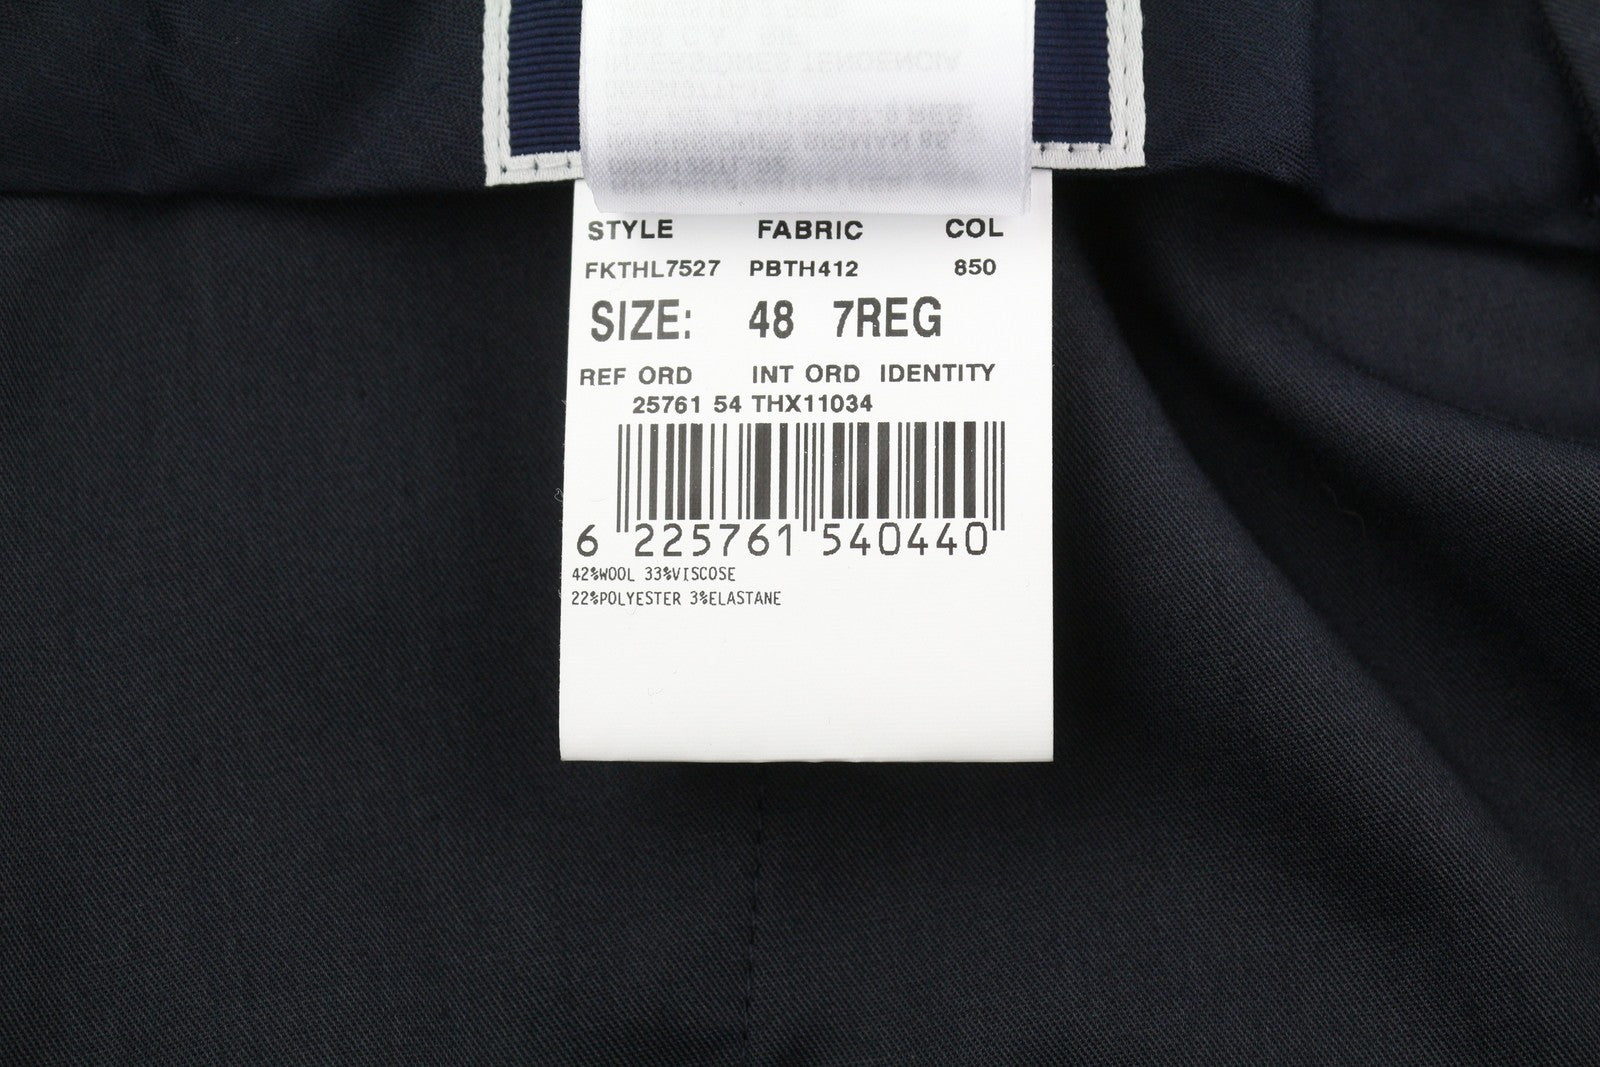 STYLE FABRIC COL
FKTHL7527 PBTH412 850
SIZE: 48 7REG
REF ORD INT ORD IDENTITY
25761 54 THX11034
6 225761 540440
42%WOOL 33%VISCOSE
22%POLYESTER 3%ELASTANE